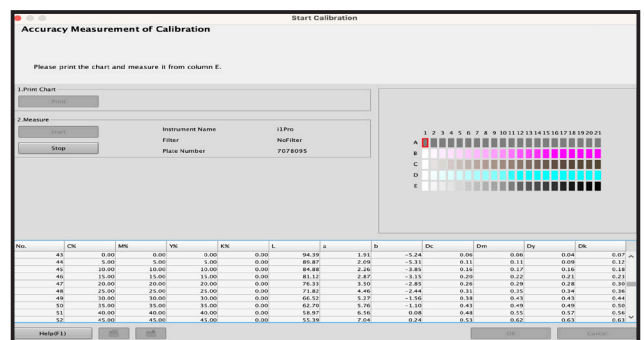 Start Calibration
Accuracy Measurement of Calibration
Please print the chart and measure it from column E.
1.Print Chart
Print
2.Measure
Start
Stop
Instrument Name i1Pro
Filter NoFilter
Plate Number 7078095
1 2 3 4 5 6 7 8 9 10 11 12 13 14 15 16 17 18 19 20 21
A
B
C
D
E
No. C% M% Y% K% L a b Dc Dm Dy Dk
43 0.00 0.00 0.00 0.00 94.39 1.91 -5.24 0.06 0.06 0.04 0.07
44 5.00 5.00 5.00 0.00 89.87 2.09 -5.31 0.11 0.11 0.09 0.12
45 10.00 10.00 10.00 0.00 84.88 2.26 -3.85 0.16 0.17 0.16 0.18
46 15.00 15.00 15.00 0.00 81.12 2.87 -3.15 0.20 0.22 0.21 0.23
47 20.00 20.00 20.00 0.00 76.33 3.50 -2.85 0.26 0.29 0.28 0.30
48 25.00 25.00 25.00 0.00 71.82 4.46 -2.44 0.31 0.35 0.34 0.36
49 30.00 30.00 30.00 0.00 66.52 5.27 -1.56 0.38 0.43 0.43 0.44
50 35.00 35.00 35.00 0.00 62.70 5.76 -1.10 0.43 0.49 0.49 0.50
51 40.00 40.00 40.00 0.00 58.97 6.56 0.08 0.48 0.55 0.57 0.56
52 45.00 45.00 45.00 0.00 55.39 7.04 0.24 0.53 0.62 0.63 0.63
Help(F1) OK Cancel